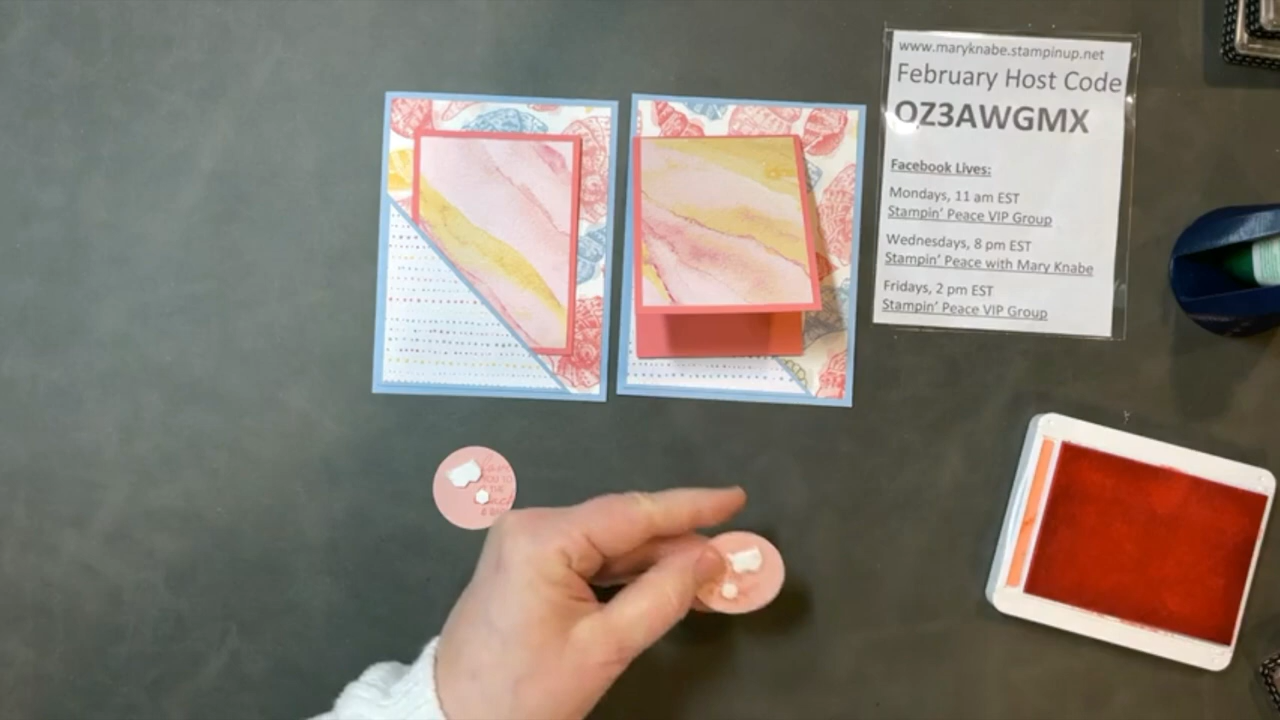 www.maryknabe.stampinup.net
February Host Code
OZ3AWGMX
Facebook Lives:
Mondays, 11 am EST
Stampin' Peace VIP Group
Wednesdays, 8 pm EST
Stampin' Peace with Mary Knabe
Fridays, 2 pm EST
Stampin' Peace VIP Group